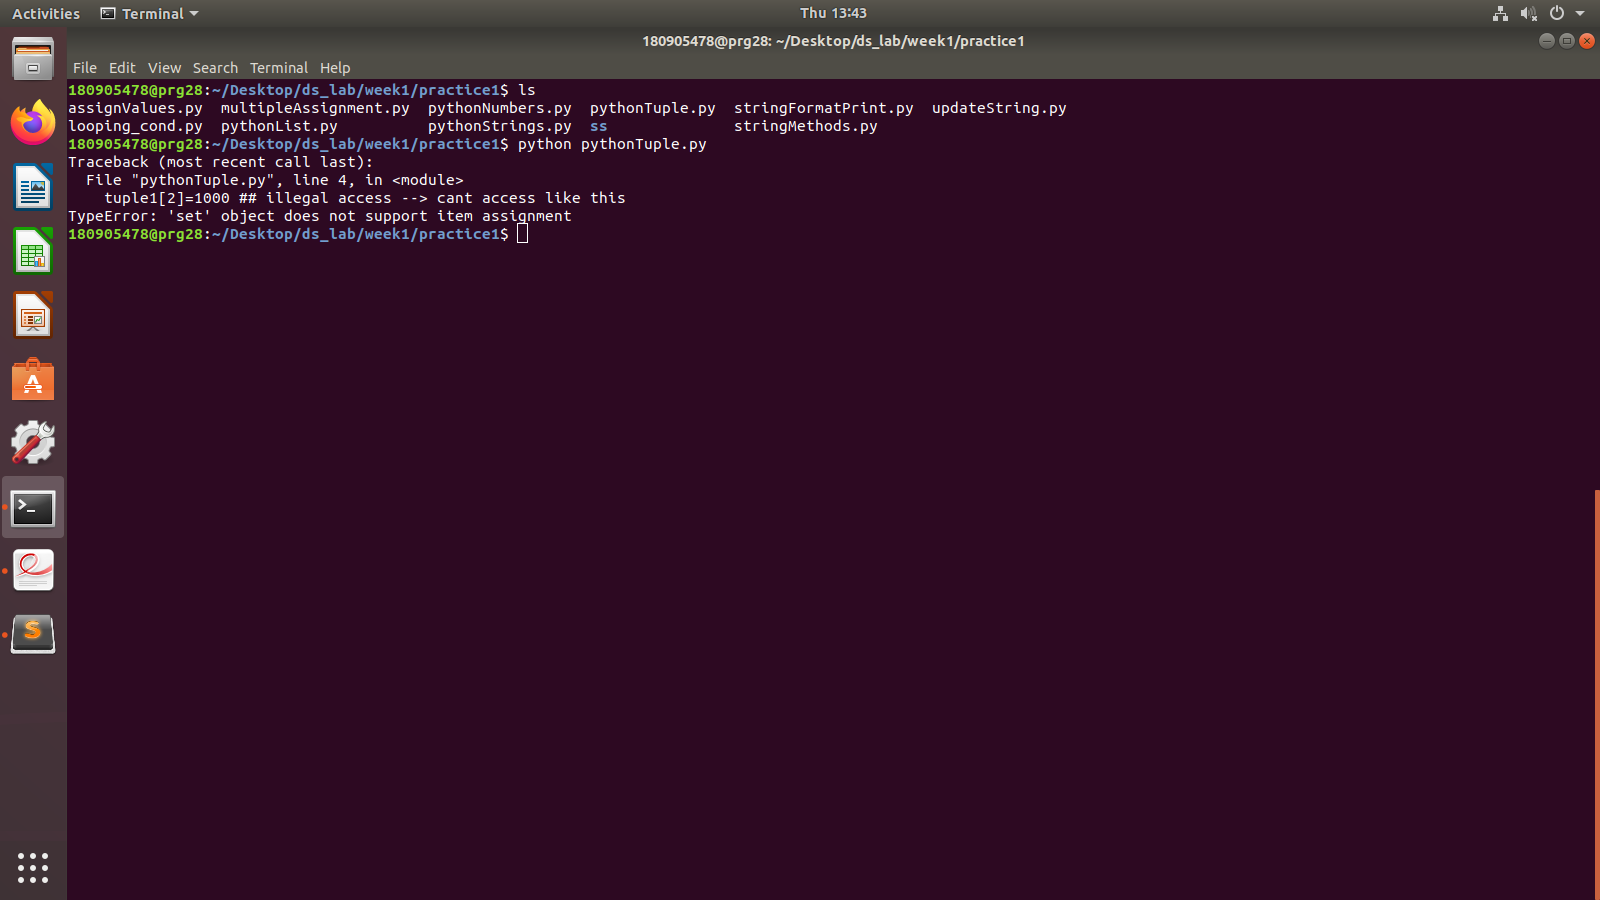 Activities Terminal Thu 13:43
180905478@prg28: ~/Desktop/ds_lab/week1/practice1
File Edit View Search Terminal Help
180905478@prg28:~/Desktop/ds_lab/week1/practice1$ ls
assignValues.py multipleAssignment.py pythonNumbers.py pythonTuple.py stringFormatPrint.py updateString.py
looping_cond.py pythonList.py pythonStrings.py ss stringMethods.py
180905478@prg28:~/Desktop/ds_lab/week1/practice1$ python pythonTuple.py
Traceback (most recent call last):
File "pythonTuple.py", line 4, in <module>
tuple1[2]=1000 ## illegal access --> cant access like this
TypeError: 'set' object does not support item assignment
180905478@prg28:~/Desktop/ds_lab/week1/practice1$